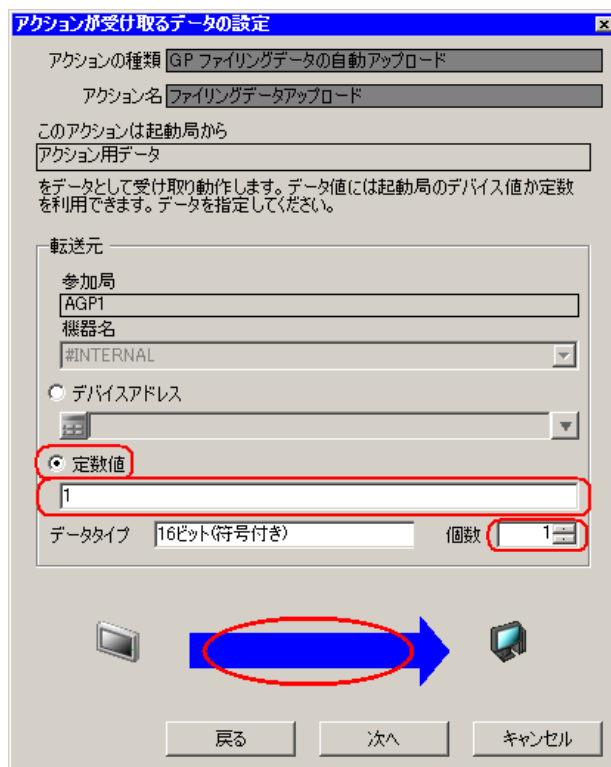 アクションが受け取るデータの設定
アクションの種類 GP ファイリングデータの自動アップロード
アクション名 ファイリングデータアップロード
このアクションは起動局から
アクション用データ
をデータとして受け取り動作します。データ値には起動局のデバイス値か定数
を利用できます。データを指定してください。
転送元
参加局
AGP1
機器名
#INTERNAL
デバイスアドレス
定数値
1
データタイプ 16ビット(符号付き) 個数 1
戻る 次へ キャンセル